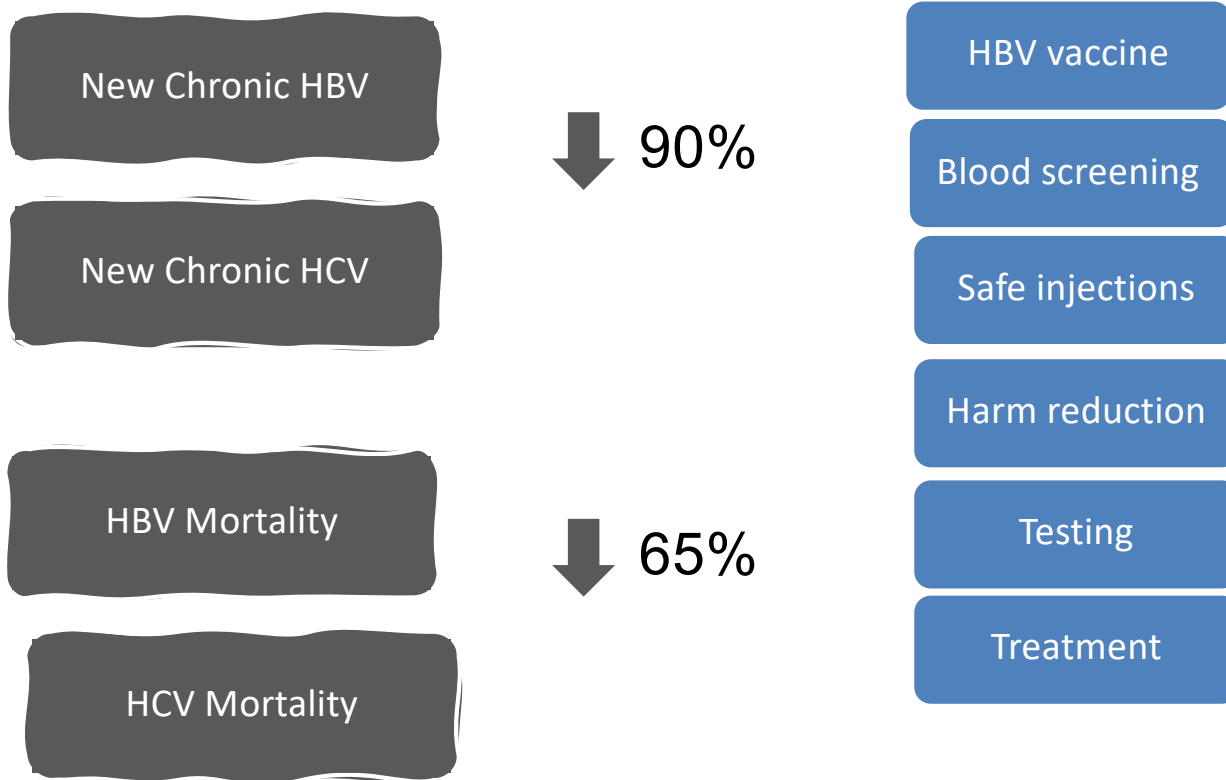 New Chronic HBV
New Chronic HCV
90%
HBV Mortality
HCV Mortality
65%
HBV vaccine
Blood screening
Safe injections
Harm reduction
Testing
Treatment